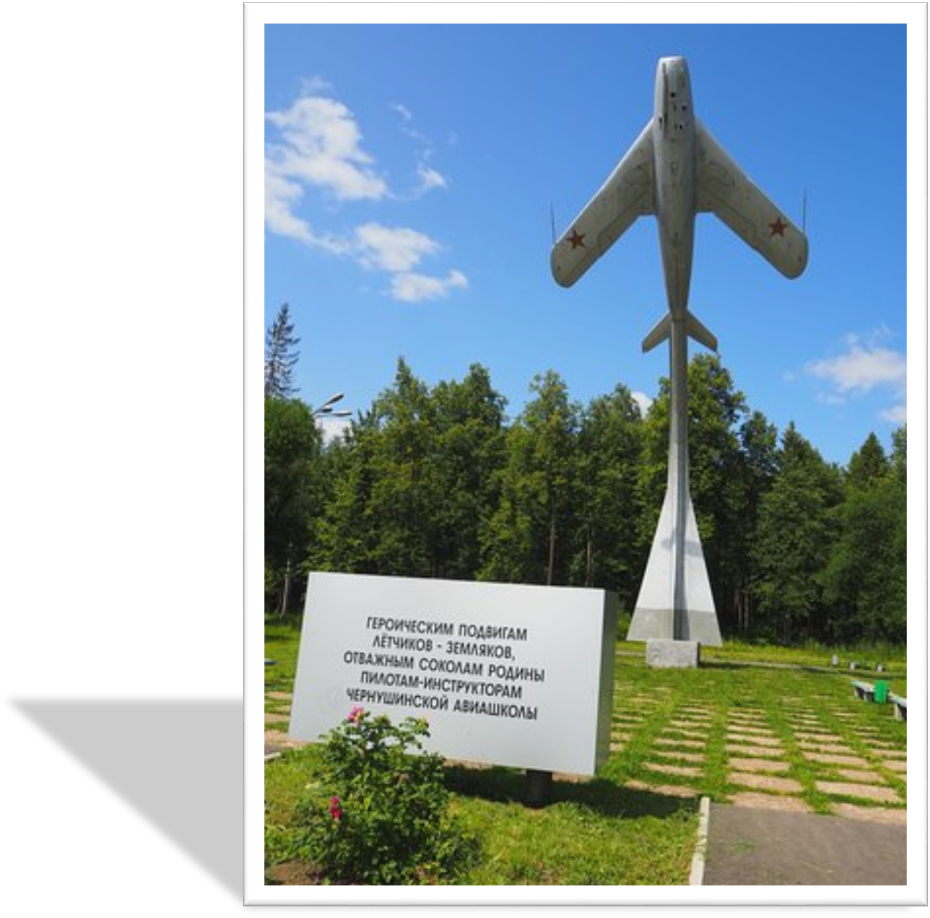 ГЕРОИЧЕСКИМ ПОДВИГАМ
ЛЁТЧИКОВ - ЗЕМЛЯКОВ,
ОТВАЖНЫМ СОКОЛАМ РОДИНЫ
ПИЛОТАМ-ИНСТРУКТОРАМ
ЧЕРНУШИНСКОЙ АВИАШКОЛЫ